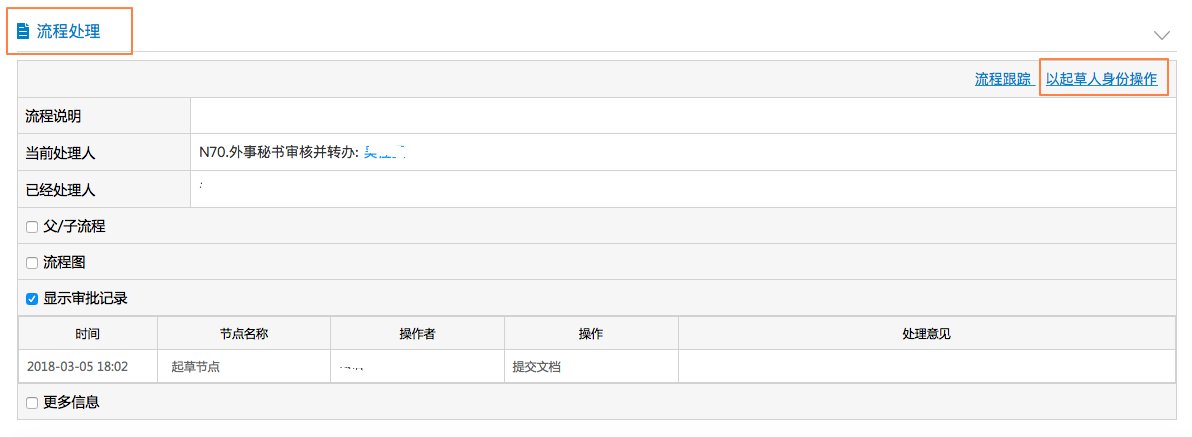 流程处理
流程跟踪 以起草人身份操作
流程说明
当前处理人 N70.外事秘书审核并转办:
已经处理人
父/子流程
流程图
显示审批记录
时间 节点名称 操作者 操作 处理意见
2018-03-05 18:02 起草节点 提交文档
更多信息